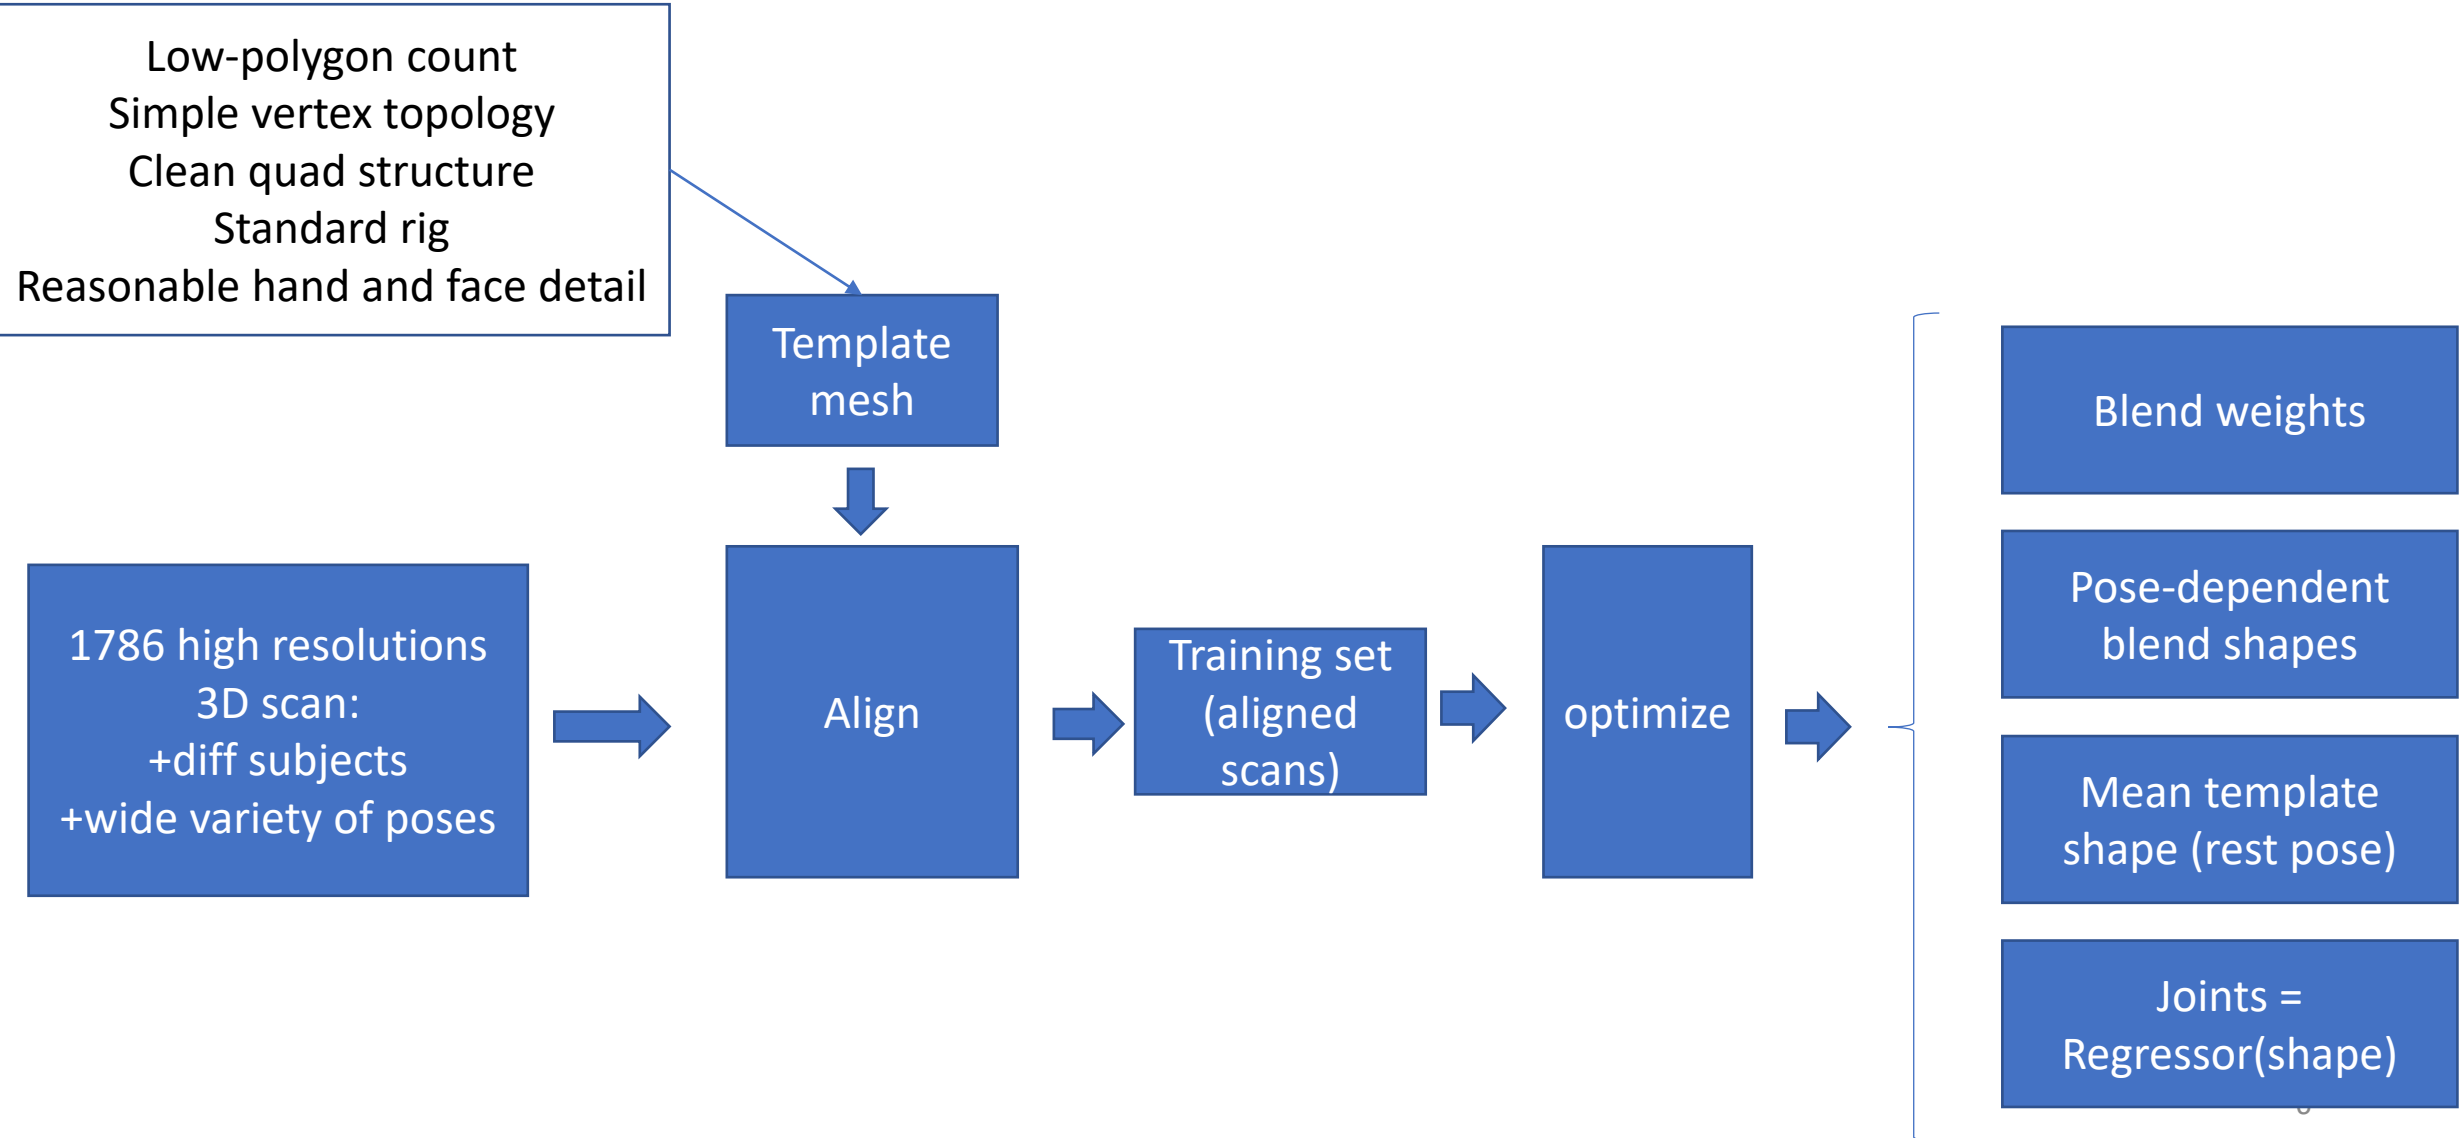 Low-polygon count
Simple vertex topology
Clean quad structure
Standard rig
Reasonable hand and face detail
Template
mesh
1786 high resolutions
3D scan:
+diff subjects
+wide variety of poses
Align
Training set
(aligned
scans)
optimize
Blend weights
Pose-dependent
blend shapes
Mean template
shape (rest pose)
Joints =
Regressor(shape)